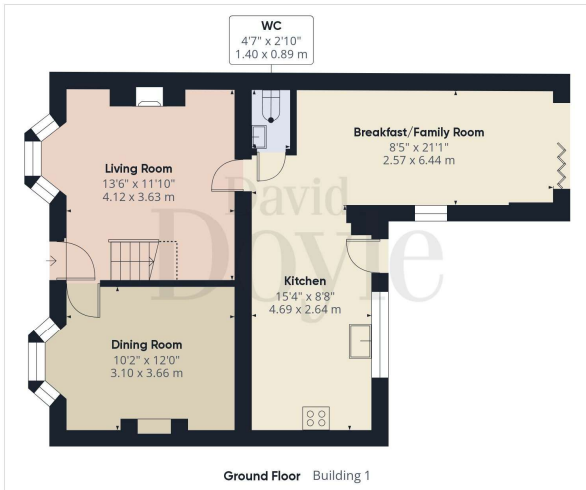 WC
4'7" x 2'10"
1.40 x 0.89 m
Breakfast/Family Room
8'5" x 21'1"
2.57 x 6.44 m
Living Room
13'6" x 11'10"
4.12 x 3.63 m
David
Doyle
Kitchen
15'4" x 8'8"
4.69 x 2.64 m
Dining Room
10'2" x 12'0"
3.10 x 3.66 m
Ground Floor Building 1